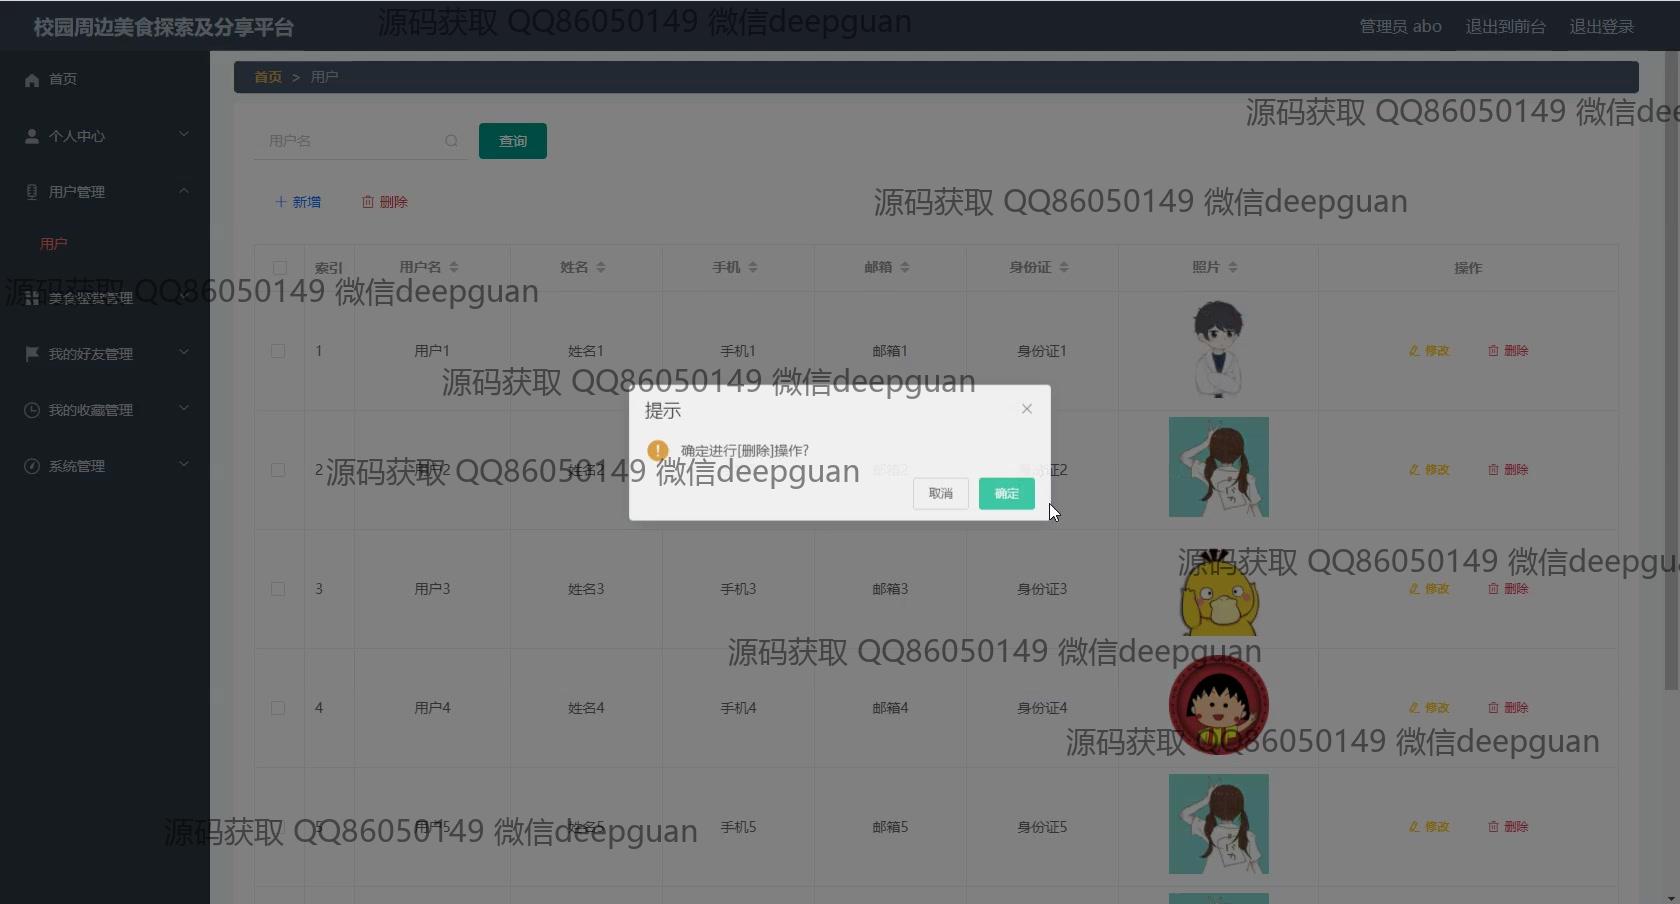 校园周边美食探索及分享平台
源码获取 QQ86050149 微信deepguan
管理员 abo
退出到前台
退出登录
首页
个人中心
用户管理
用户
美食鉴赏管理
我的好友管理
我的收藏管理
系统管理
首页 > 用户
源码获取 QQ86050149 微信dee
用户名
查询
源码获取 QQ86050149 微信deepguan
新增
删除
索引 用户名 姓名 手机 邮箱 身份证 照片 操作
源码获取 QQ86050149 微信deepguan
1 用户1 姓名1 手机1 邮箱1 身份证1 修改 删除
源码获取 QQ86050149 微信deepguan
提示
确定进行[删除]操作?
取消
确定
2 用户2 姓名2 邮箱2 身份证2 修改 删除
源码获取 QQ86050149 微信deepguan
源码获取 QQ86050149 微信deepgu
3 用户3 姓名3 手机3 邮箱3 身份证3 修改 删除
源码获取 QQ86050149 微信deepguan
4 用户4 姓名4 手机4 邮箱4 身份证4 修改 删除
源码获取 QQ86050149 微信deepguan
5 用户5 姓名5 手机5 邮箱5 身份证5 修改 删除
源码获取 QQ86050149 微信deepguan